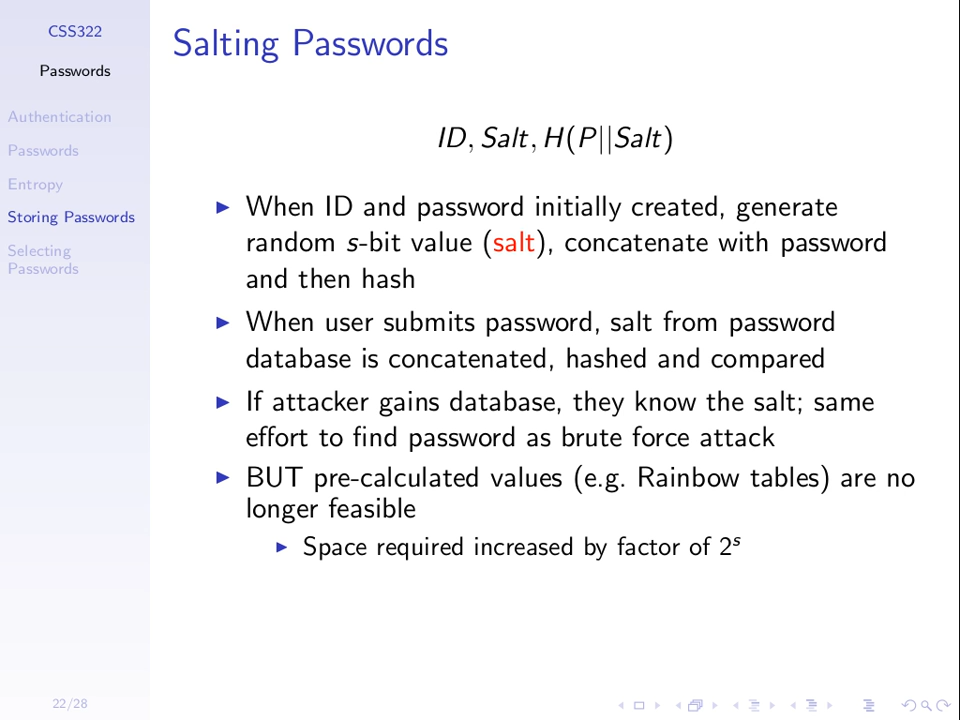 CSS322
Passwords
Authentication
Passwords
Entropy
Storing Passwords
Selecting
Passwords
22/28
Salting Passwords
ID, Salt, H(P||Salt)
When ID and password initially created, generate
random s-bit value (salt), concatenate with password
and then hash
When user submits password, salt from password
database is concatenated, hashed and compared
If attacker gains database, they know the salt; same
effort to find password as brute force attack
BUT pre-calculated values (e.g. Rainbow tables) are no
longer feasible
Space required increased by factor of 2ˢ